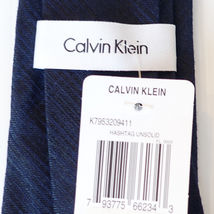 Calvin Klein
CALVIN KLEIN
K7953209411
HASHTAG UNSOLID
7 93775 66234 3